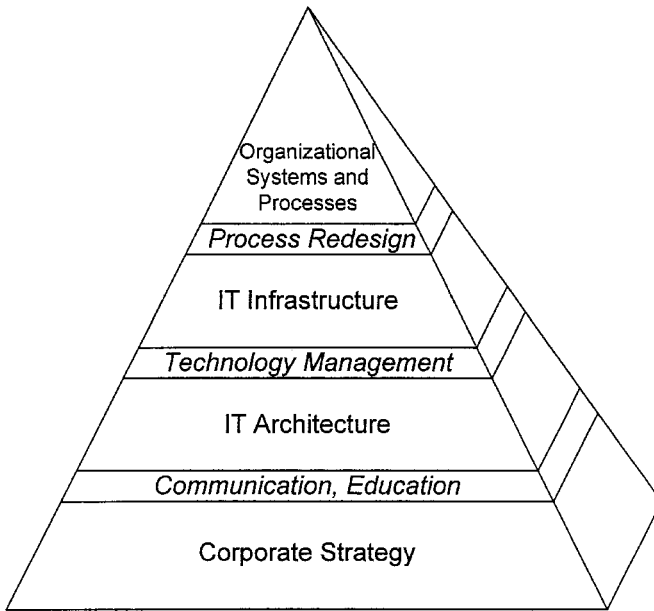 Organizational
Systems and
Processes
Process Redesign
IT Infrastructure
Technology Management
IT Architecture
Communication, Education
Corporate Strategy